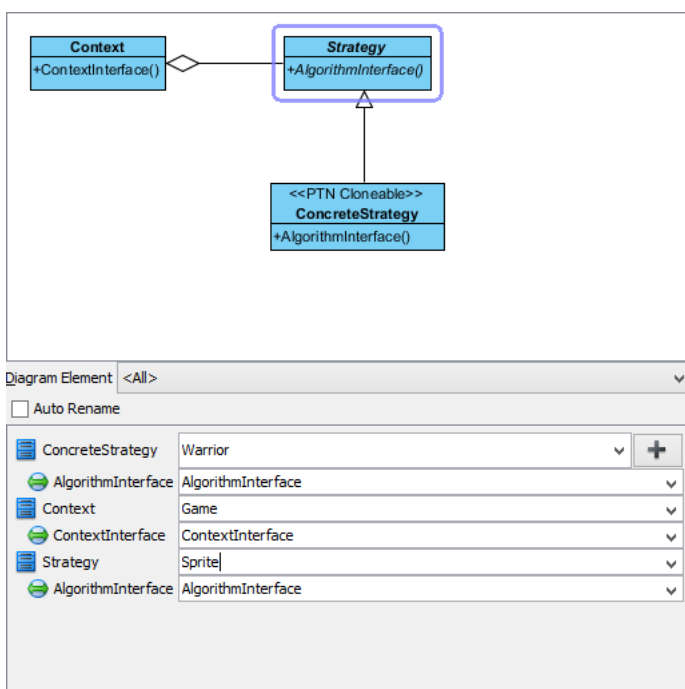 Context
+ContextInterface()
Strategy
+AlgorithmInterface()
<<PTN Cloneable>>
ConcreteStrategy
+AlgorithmInterface()
Diagram Element <All>
Auto Rename
ConcreteStrategy Warrior
AlgorithmInterface AlgorithmInterface
Context Game
ContextInterface ContextInterface
Strategy Sprite
AlgorithmInterface AlgorithmInterface